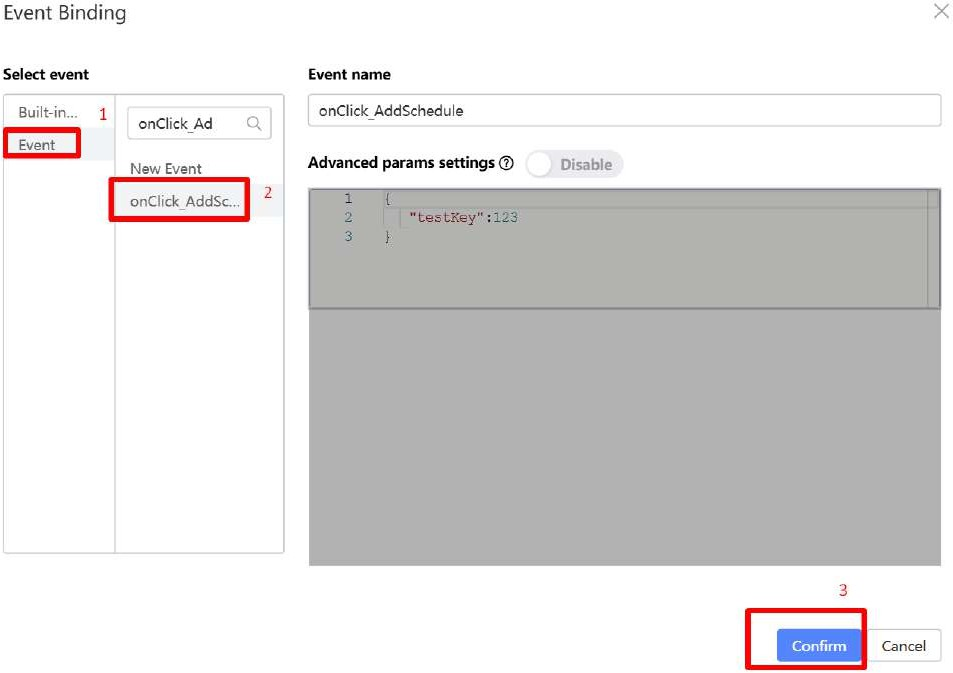 Event Binding
Select event
Built-in...
1
Event
onClick_Ad
New Event
onClick_AddSc...
2
Event name
onClick_AddSchedule
Advanced params settings ? Disable
1 {
2 "testKey":123
3 }
3
Confirm
Cancel